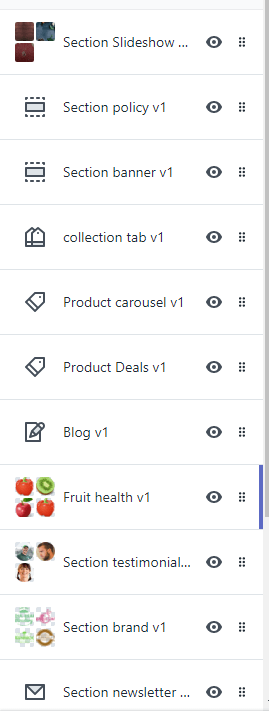 Section Slideshow ...
Section policy v1
Section banner v1
collection tab v1
Product carousel v1
Product Deals v1
Blog v1
Fruit health v1
Section testimonial...
Section brand v1
Section newsletter ...